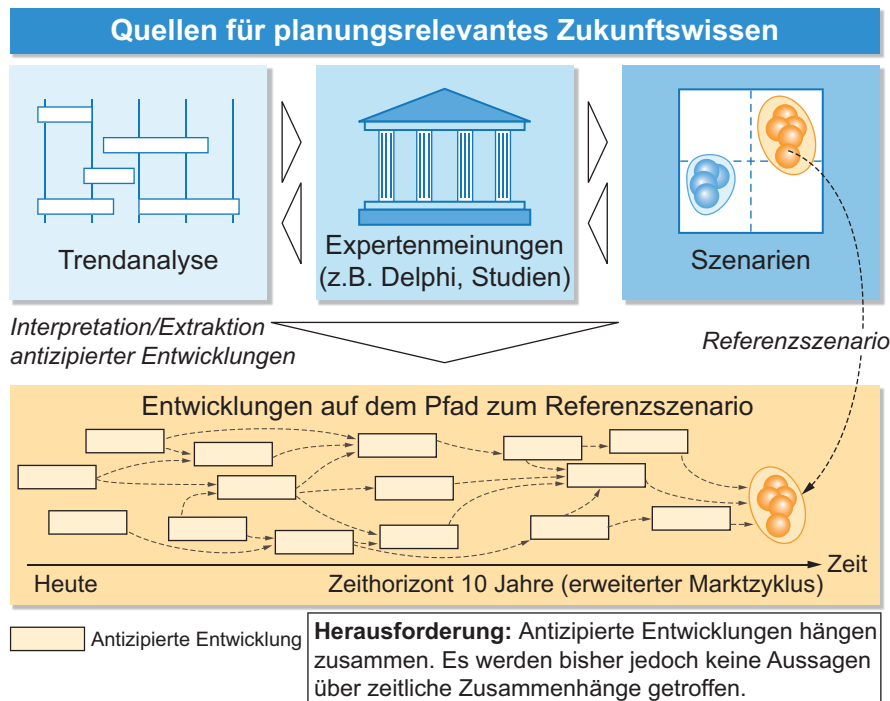 Quellen für planungsrelevantes Zukunftswissen
Trendanalyse
Expertenmeinungen
(z.B. Delphi, Studien)
Szenarien
Interpretation/Extraktion
antizipierter Entwicklungen
Referenzszenario
Entwicklungen auf dem Pfad zum Referenzszenario
Zeit
Heute
Zeithorizont 10 Jahre (erweiterter Marktzyklus)
Antizipierte Entwicklung
Herausforderung: Antizipierte Entwicklungen hängen
zusammen. Es werden bisher jedoch keine Aussagen
über zeitliche Zusammenhänge getroffen.